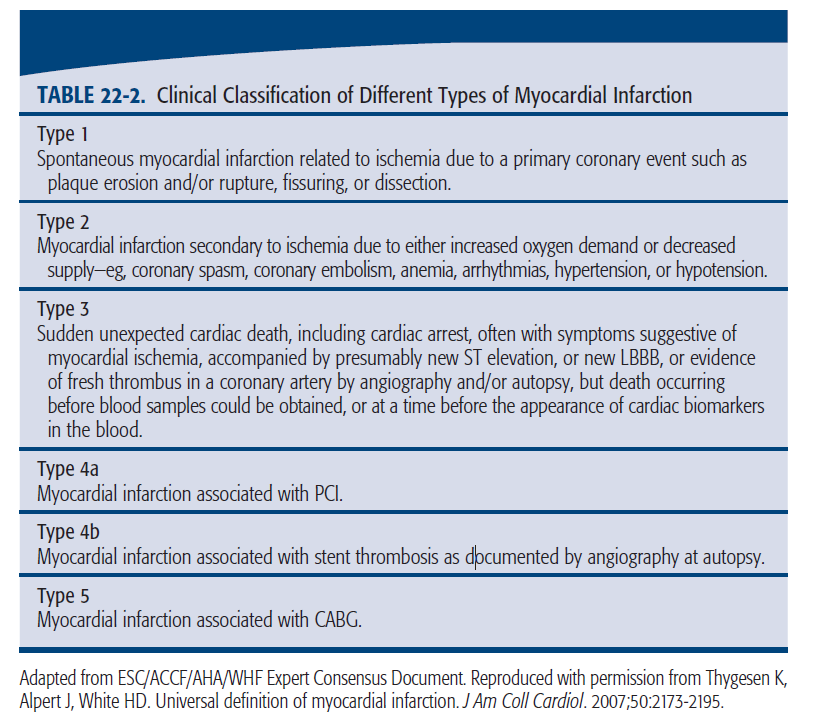 TABLE 22-2. Clinical Classification of Different Types of Myocardial Infarction
Type 1
Spontaneous myocardial infarction related to ischemia due to a primary coronary event such as
plaque erosion and/or rupture, fissuring, or dissection.
Type 2
Myocardial infarction secondary to ischemia due to either increased oxygen demand or decreased
supply—eg, coronary spasm, coronary embolism, anemia, arrhythmias, hypertension, or hypotension.
Type 3
Sudden unexpected cardiac death, including cardiac arrest, often with symptoms suggestive of
myocardial ischemia, accompanied by presumably new ST elevation, or new LBBB, or evidence
of fresh thrombus in a coronary artery by angiography and/or autopsy, but death occurring
before blood samples could be obtained, or at a time before the appearance of cardiac biomarkers
in the blood.
Type 4a
Myocardial infarction associated with PCI.
Type 4b
Myocardial infarction associated with stent thrombosis as documented by angiography at autopsy.
Type 5
Myocardial infarction associated with CABG.
Adapted from ESC/ACCF/AHA/WHF Expert Consensus Document. Reproduced with permission from Thygesen K,
Alpert J, White HD. Universal definition of myocardial infarction. J Am Coll Cardiol. 2007;50:2173-2195.